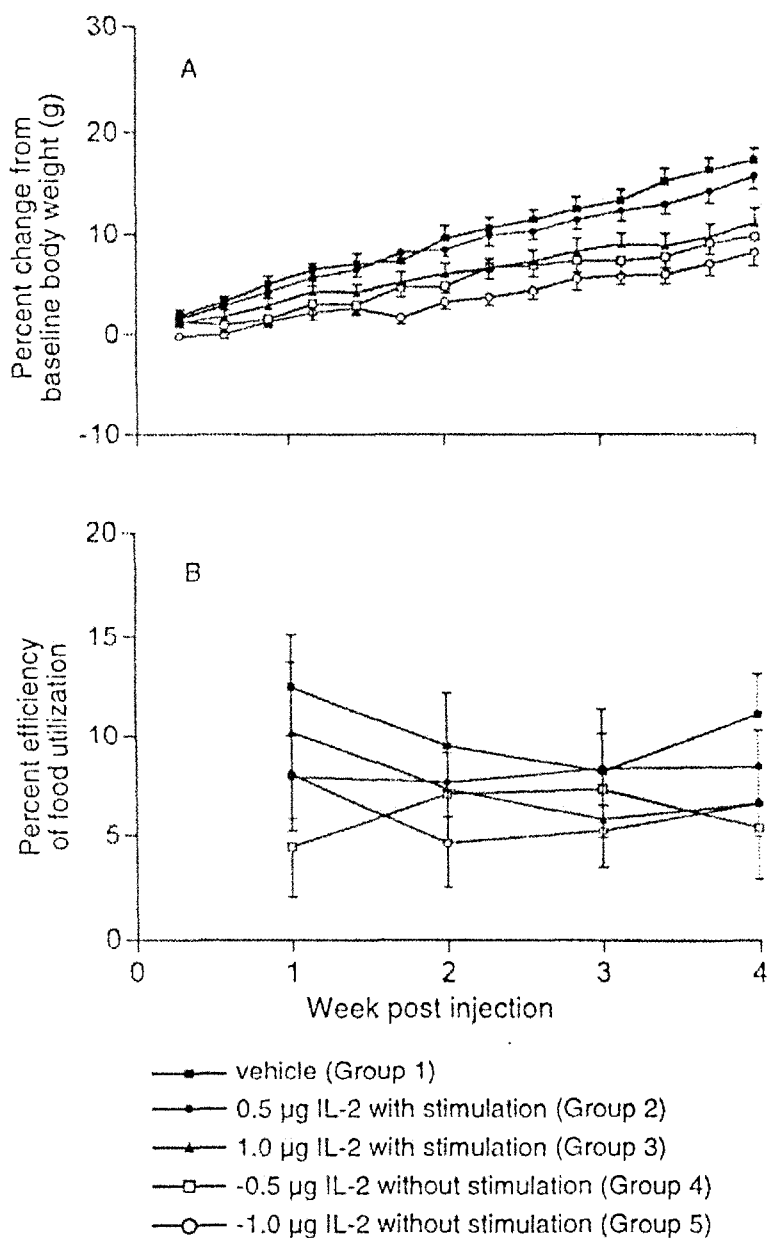 30
20
10
0
-10
A
Percent change from
baseline body weight (g)
20
15
10
5
0
B
Percent efficiency
of food utilization
0 1 2 3 4
Week post injection
vehicle (Group 1)
0.5 µg IL-2 with stimulation (Group 2)
1.0 µg IL-2 with stimulation (Group 3)
-0.5 µg IL-2 without stimulation (Group 4)
-1.0 µg IL-2 without stimulation (Group 5)